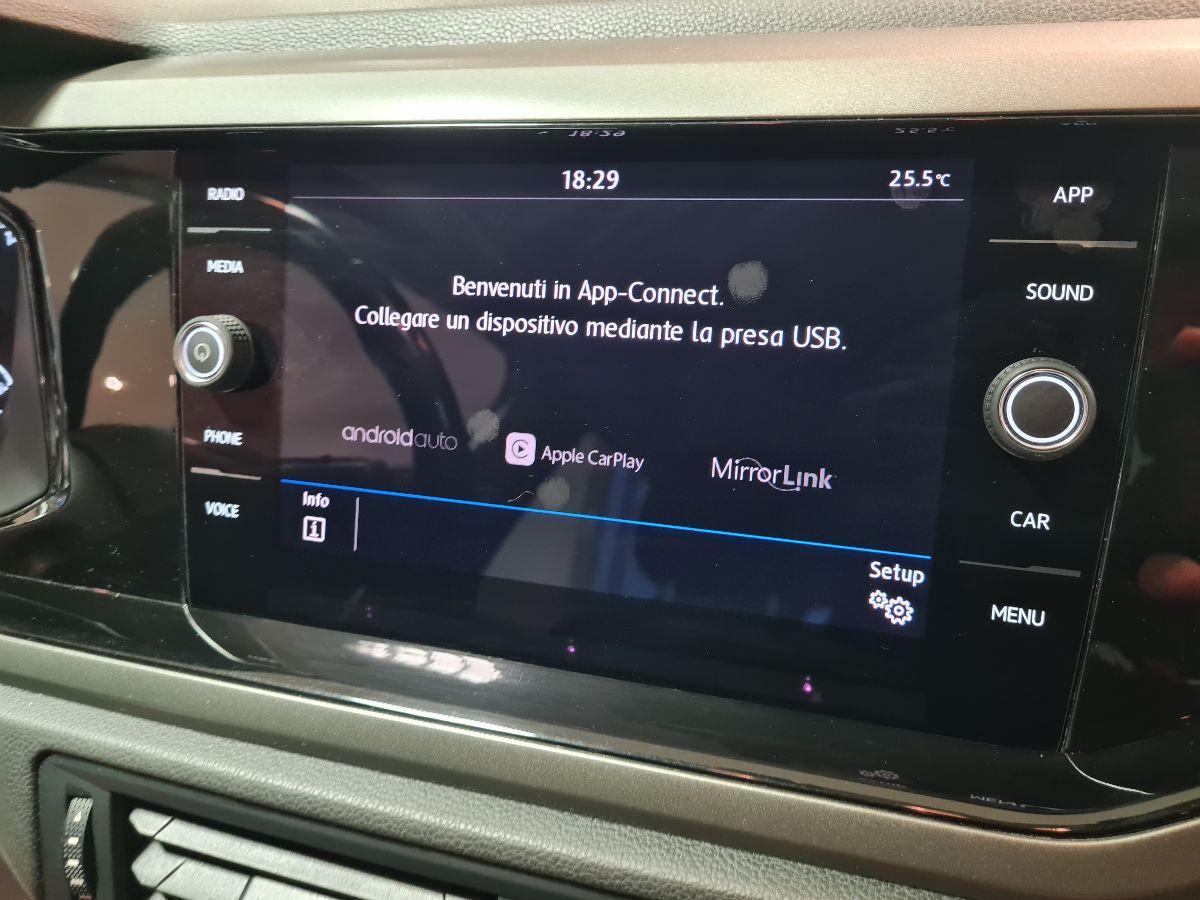 18:29
25.5°C
RADIO
MEDIA
PHONE
VOICE
Benvenuti in App-Connect.
Collegare un dispositivo mediante la presa USB.
androidauto
Apple CarPlay
MirrorLink
Info
Setup
APP
SOUND
CAR
MENU